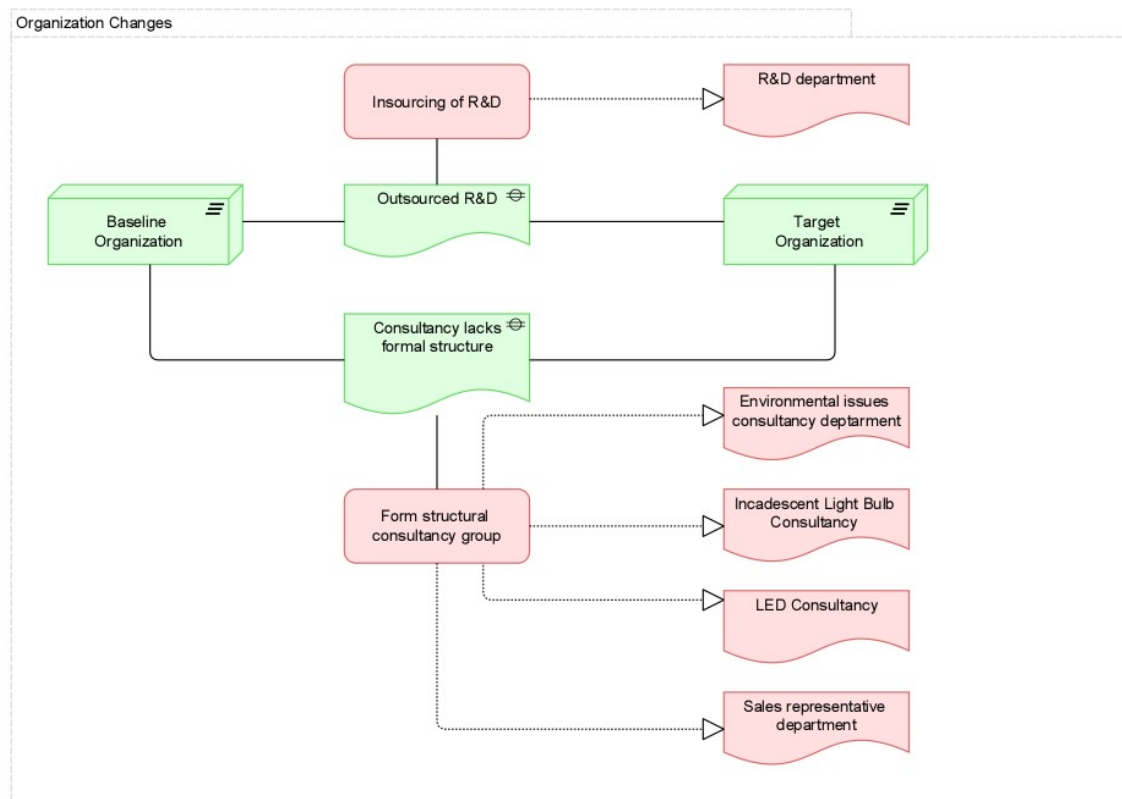 Organization Changes
Insourcing of R&D
R&D department
Outsourced R&D
Baseline
Organization
Target
Organization
Consultancy lacks
formal structure
Environmental issues
consultancy deptarment
Form structural
consultancy group
Incadescent Light Bulb
Consultancy
LED Consultancy
Sales representative
department